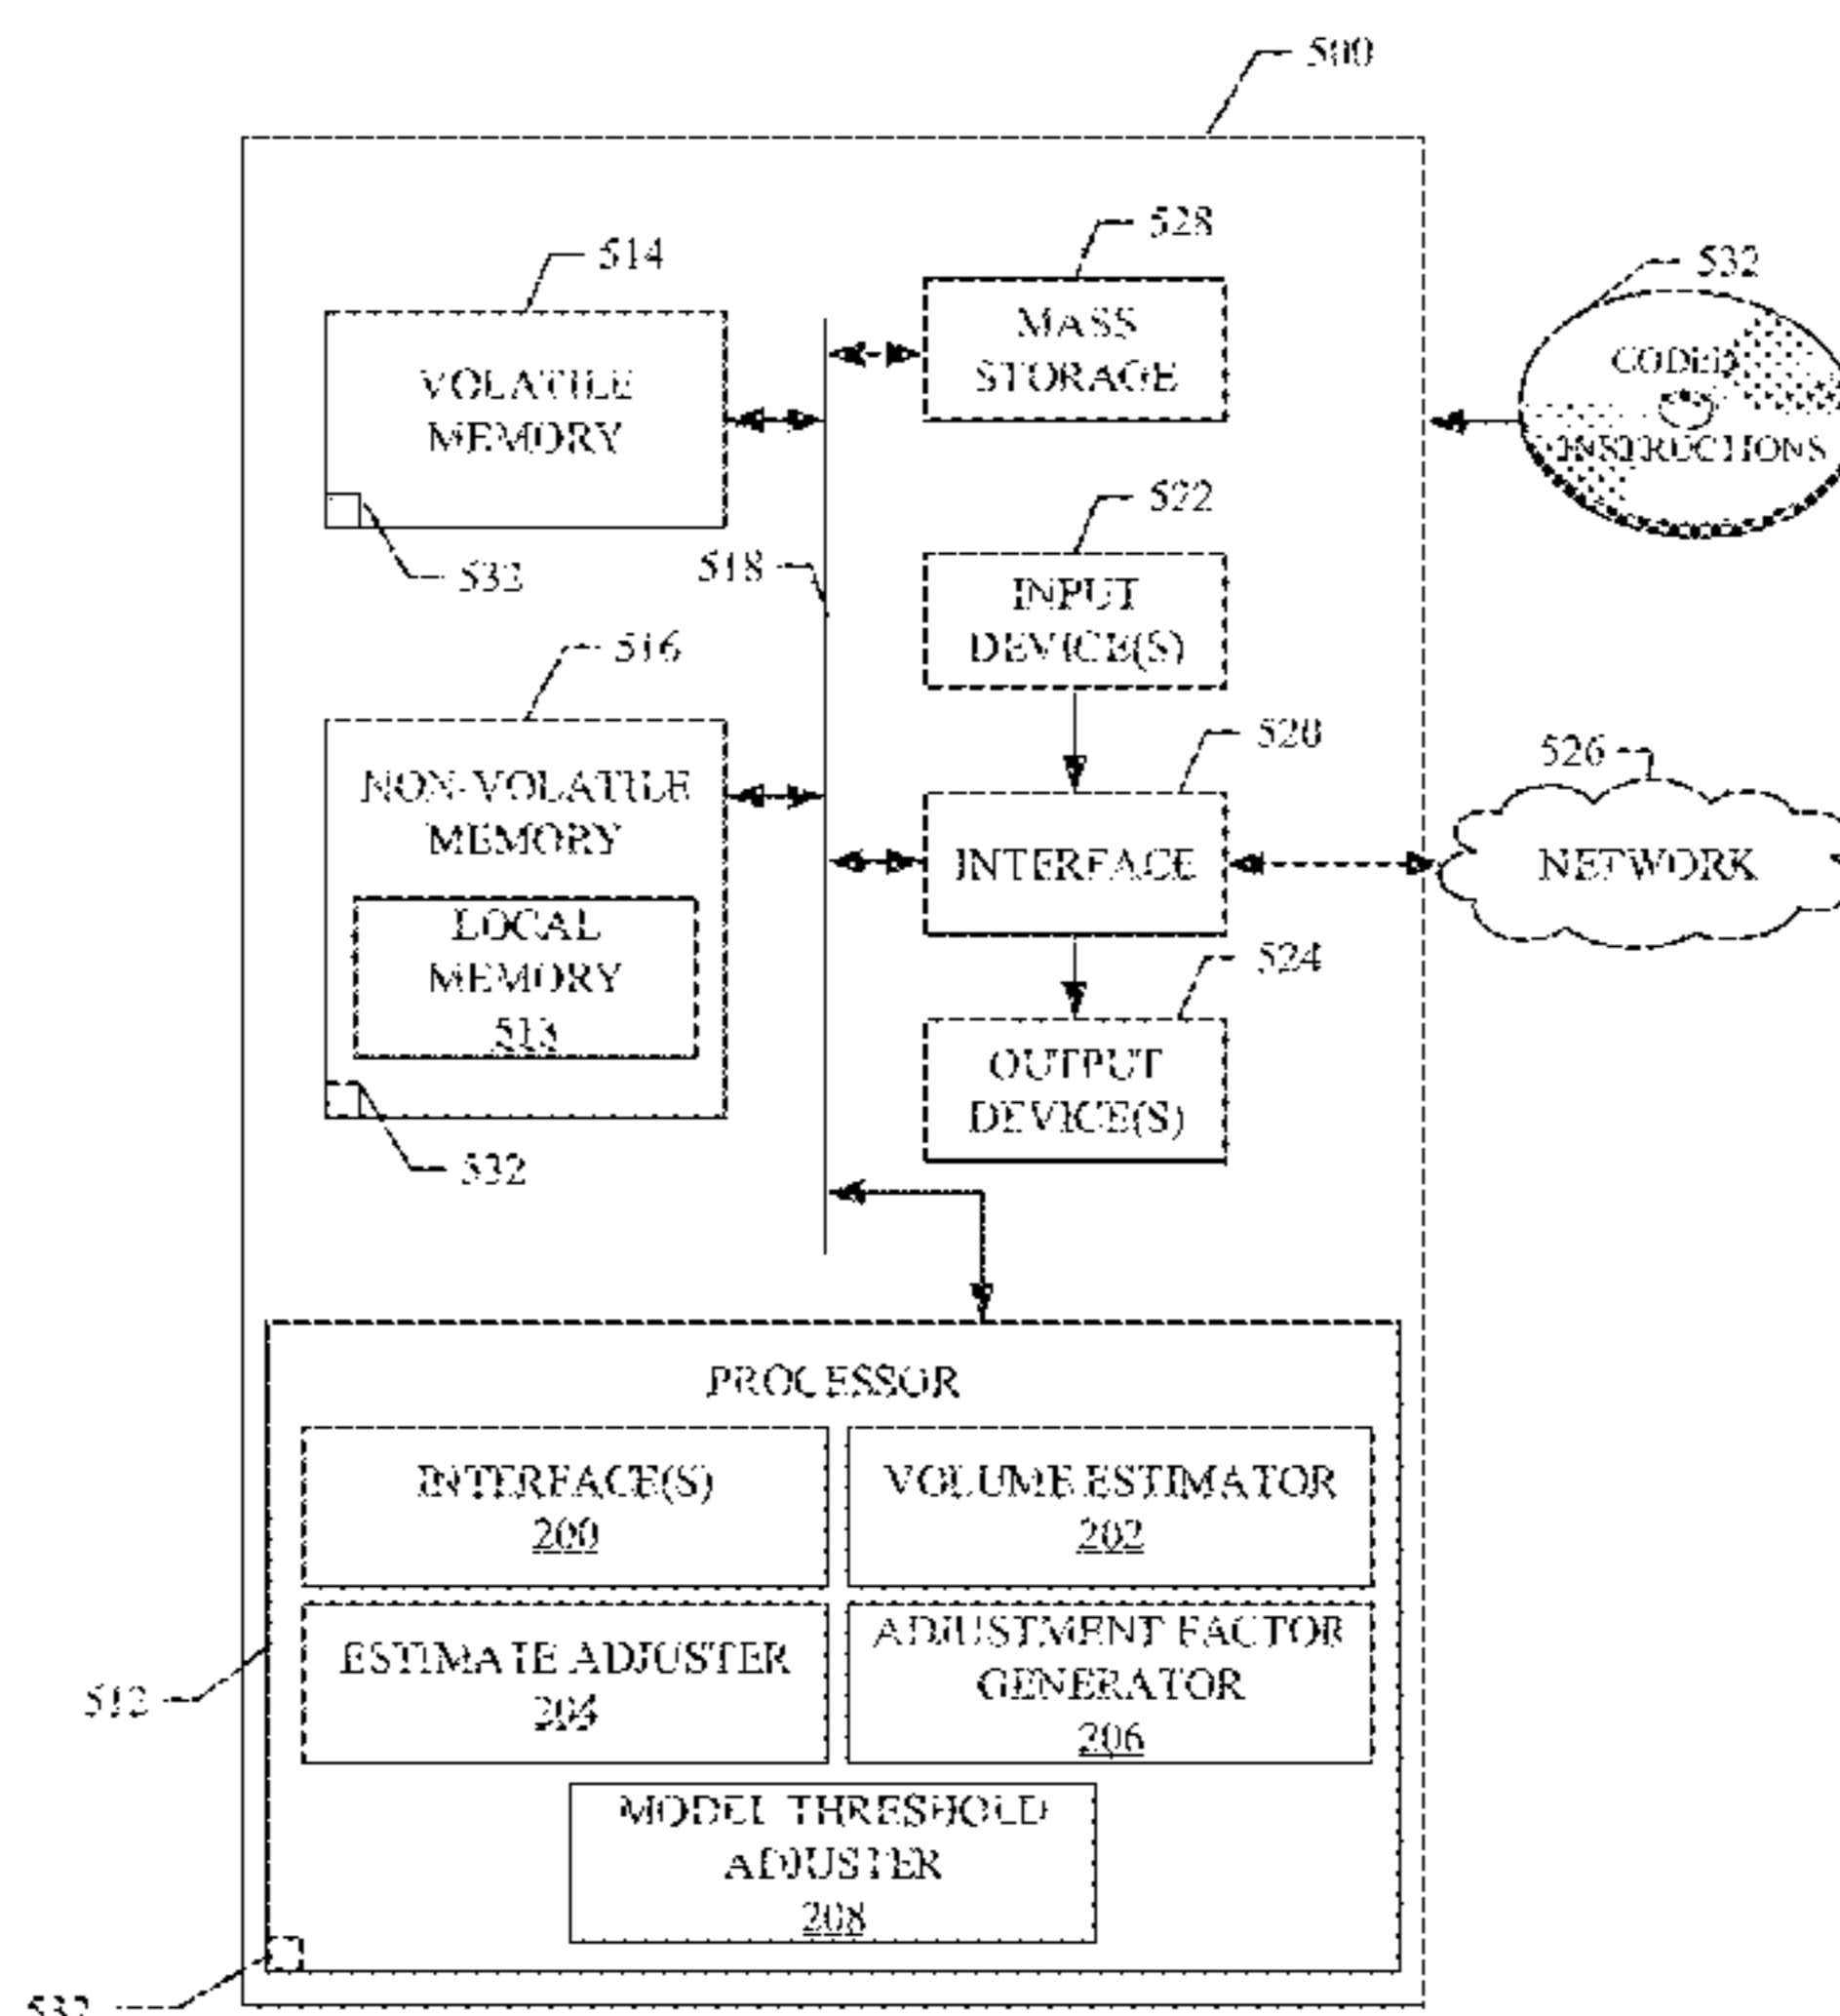 500
528
514
532
MASS
STORAGE
VOLATILE
MEMORY
CODED
INSTRUCTIONS
522
518
532
INPUT
DEVICE(S)
516
520
526
NON-VOLATILE
MEMORY
INTERFACE
NETWORK
LOCAL
MEMORY
513
524
OUTPUT
DEVICE(S)
532
PROCESSOR
INTERFACE(S)
200
VOLUME ESTIMATOR
202
ESTIMATE ADJUSTER
204
ADJUSTMENT FACTOR
GENERATOR
206
512
MODEL THRESHOLD
ADJUSTER
208
532